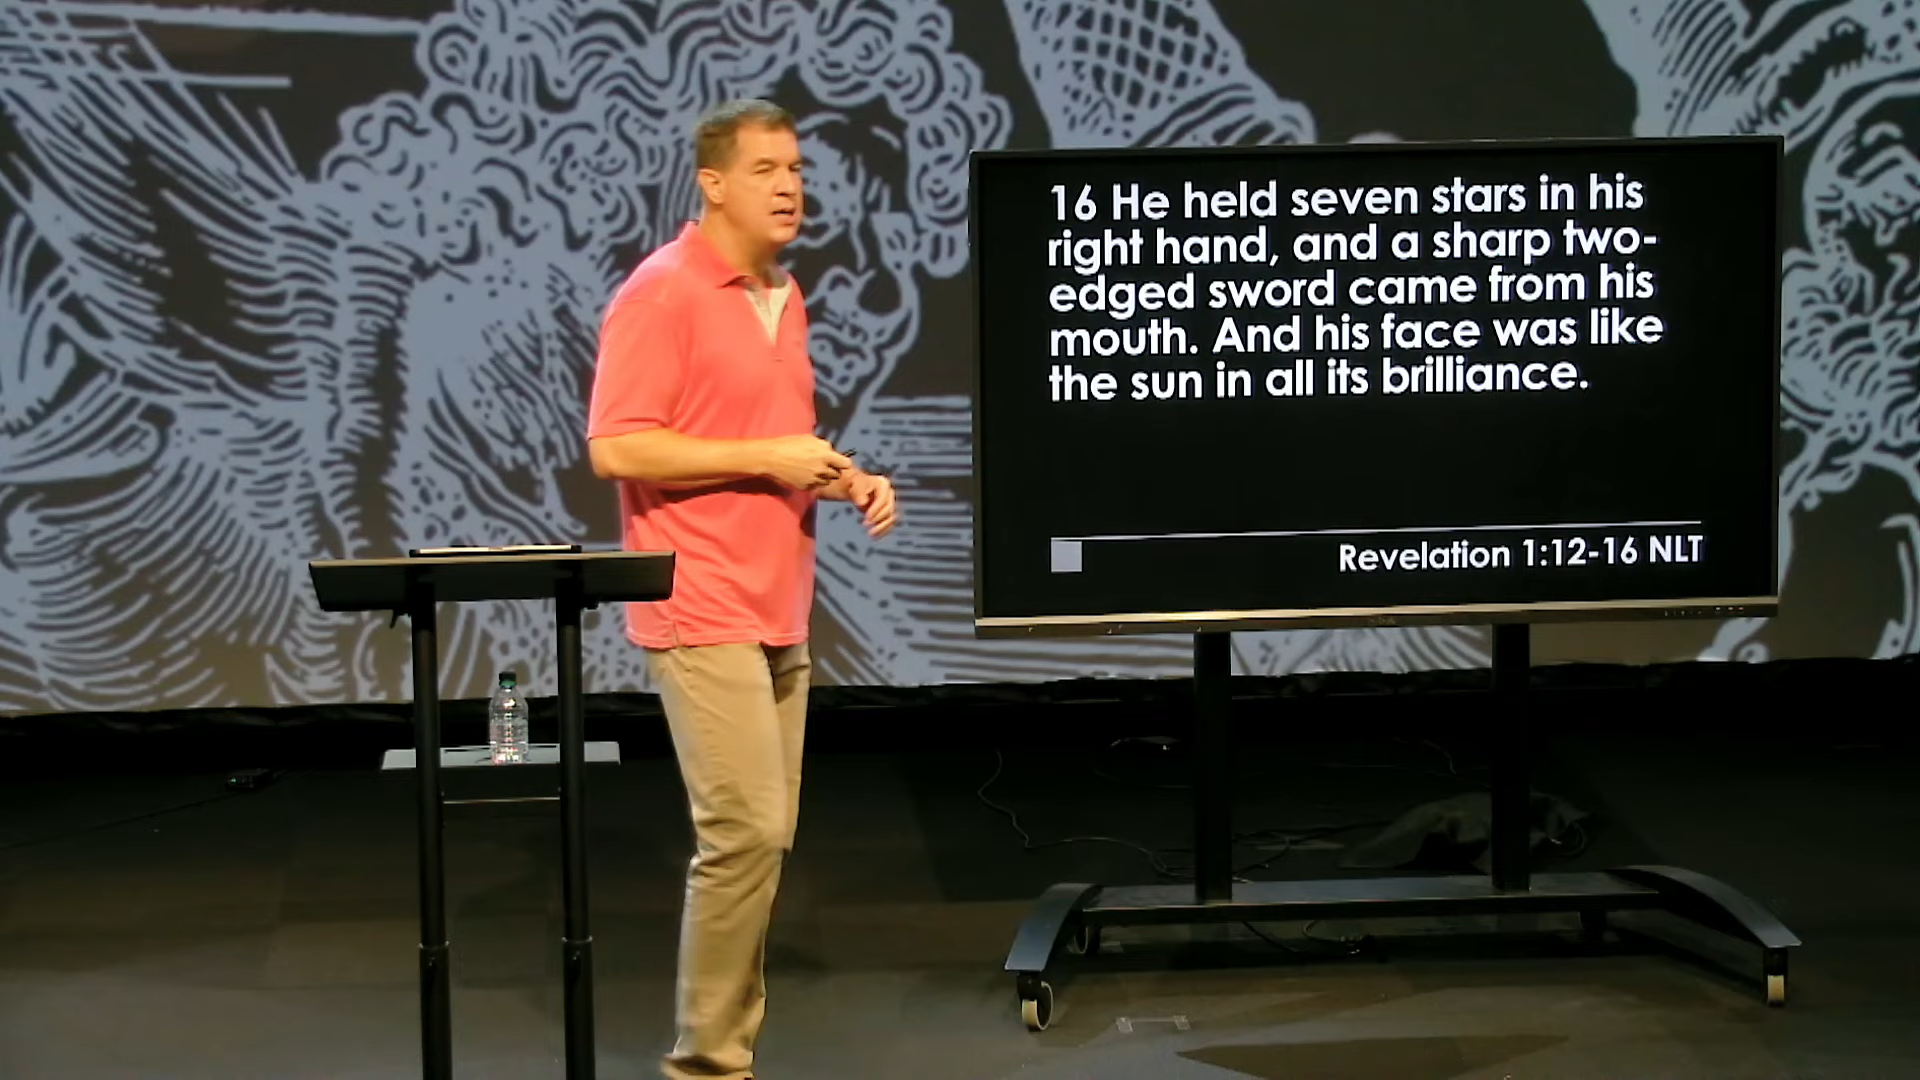 16 He held seven stars in his
right hand, and a sharp two-
edged sword came from his
mouth. And his face was like
the sun in all its brilliance.
Revelation 1:12-16 NLT